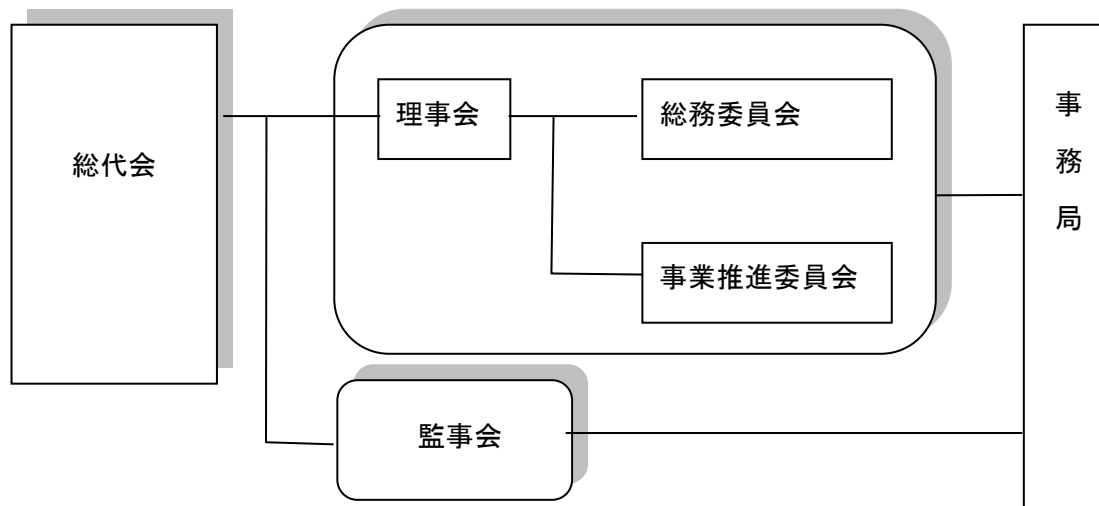 総代会
理事会
総務委員会
事業推進委員会
監事会
事務局